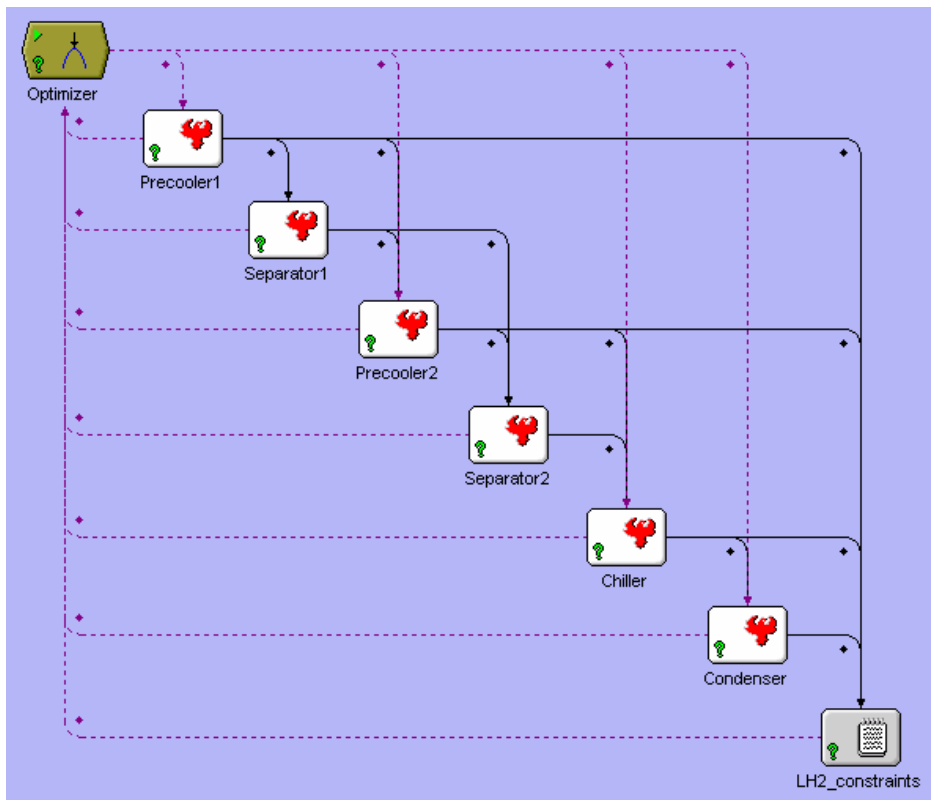 Optimizer
Precooler1
Separator1
Precooler2
Separator2
Chiller
Condenser
LH2_constraints